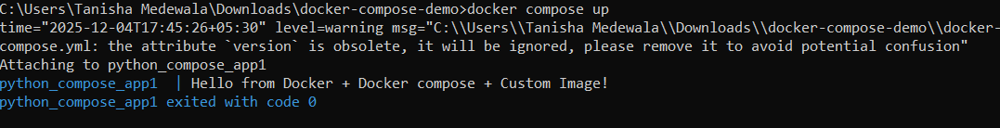 C:\Users\Tanisha Medewala\Downloads\docker-compose-demo>docker compose up
time="2025-12-04T17:45:26+05:30" level=warning msg="C:\\Users\\Tanisha Medewala\\Downloads\\docker-compose-demo\\docker-
compose.yml: the attribute `version` is obsolete, it will be ignored, please remove it to avoid potential confusion"
Attaching to python_compose_app1
python_compose_app1  | Hello from Docker + Docker compose + Custom Image!
python_compose_app1 exited with code 0